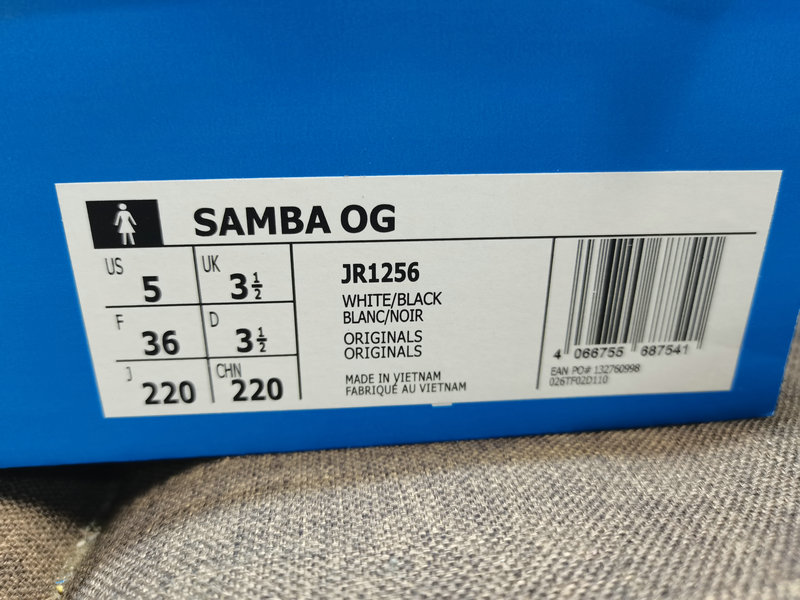 SAMBA OG
US 5 UK 3 1/2
F 36 D 3 1/2
J 220 CHN 220
JR1256
WHITE/BLACK
BLANC/NOIR
ORIGINALS
ORIGINALS
MADE IN VIETNAM
FABRIQUÉ AU VIETNAM
4 066755 687541
EAN PO# 132760998
026TF02D110